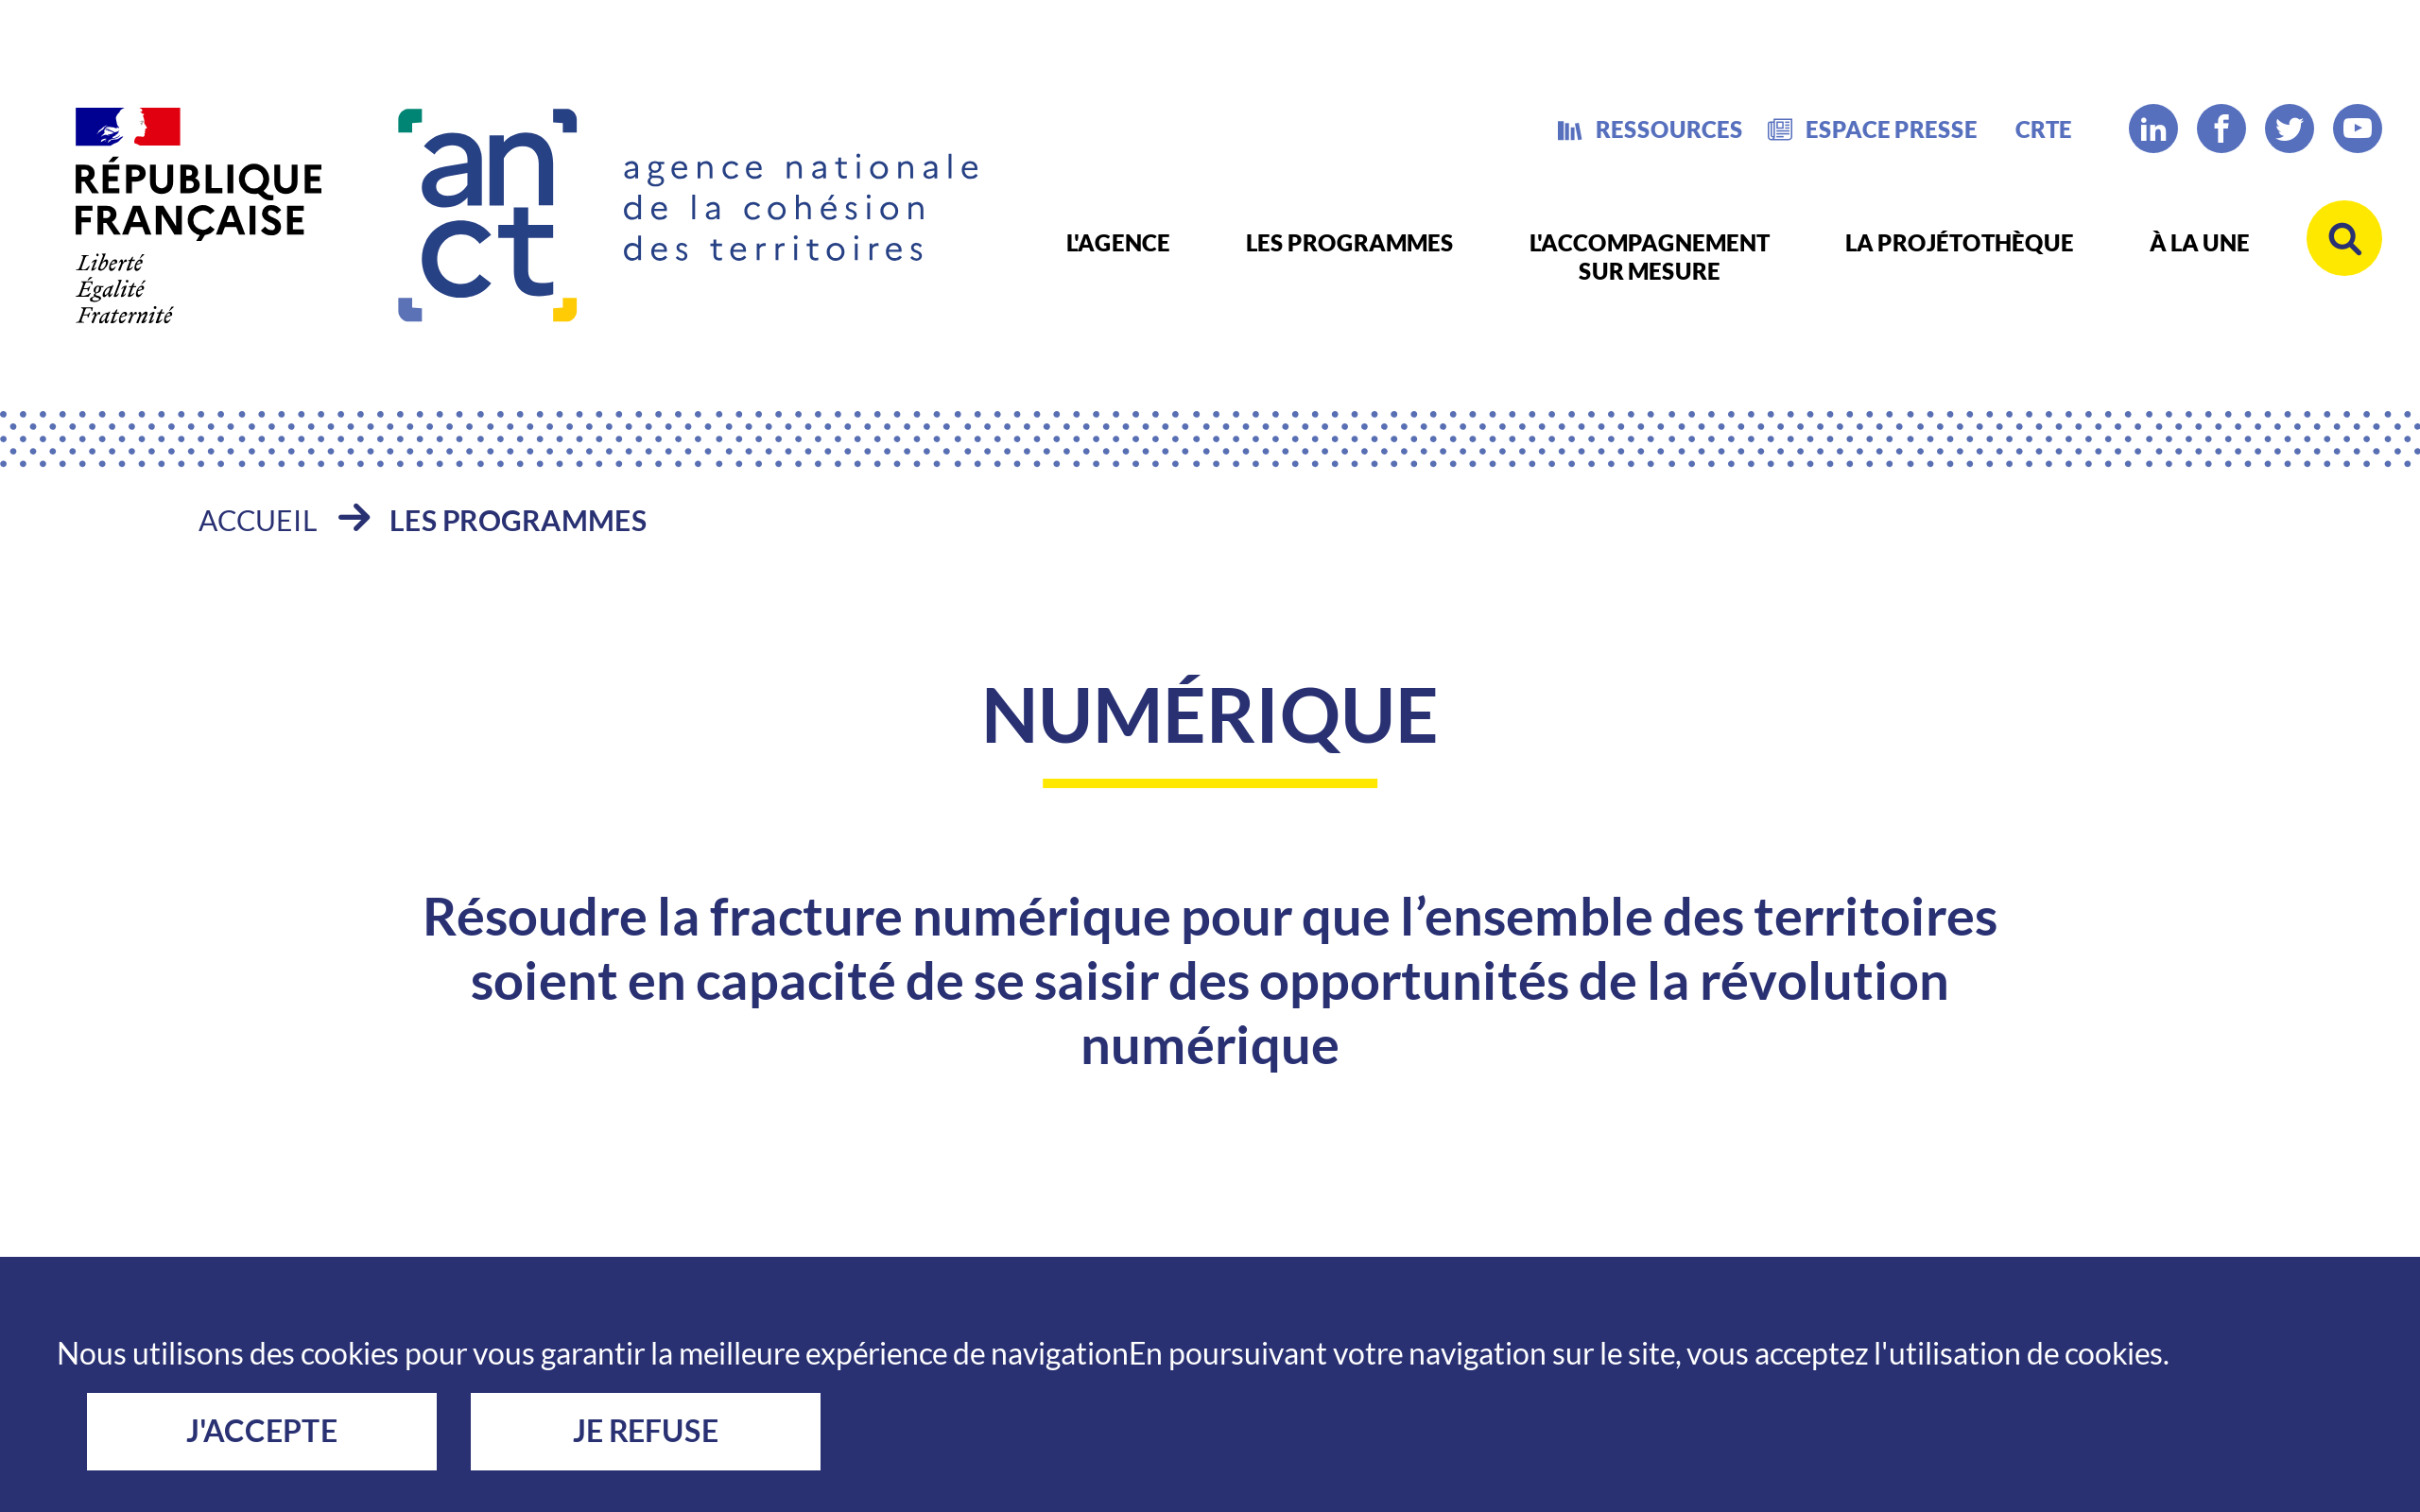 RÉPUBLIQUE
FRANÇAISE
Liberté
Égalité
Fraternité
anct
agence nationale
de la cohésion
des territoires
RESSOURCES
ESPACE PRESSE
CRTE
L'AGENCE
LES PROGRAMMES
L'ACCOMPAGNEMENT
SUR MESURE
LA PROJÉTOTHÈQUE
À LA UNE
ACCUEIL LES PROGRAMMES
NUMÉRIQUE
Résoudre la fracture numérique pour que l’ensemble des territoires
soient en capacité de se saisir des opportunités de la révolution
numérique
Nous utilisons des cookies pour vous garantir la meilleure expérience de navigationEn poursuivant votre navigation sur le site, vous acceptez l'utilisation de cookies.
J'ACCEPTE
JE REFUSE